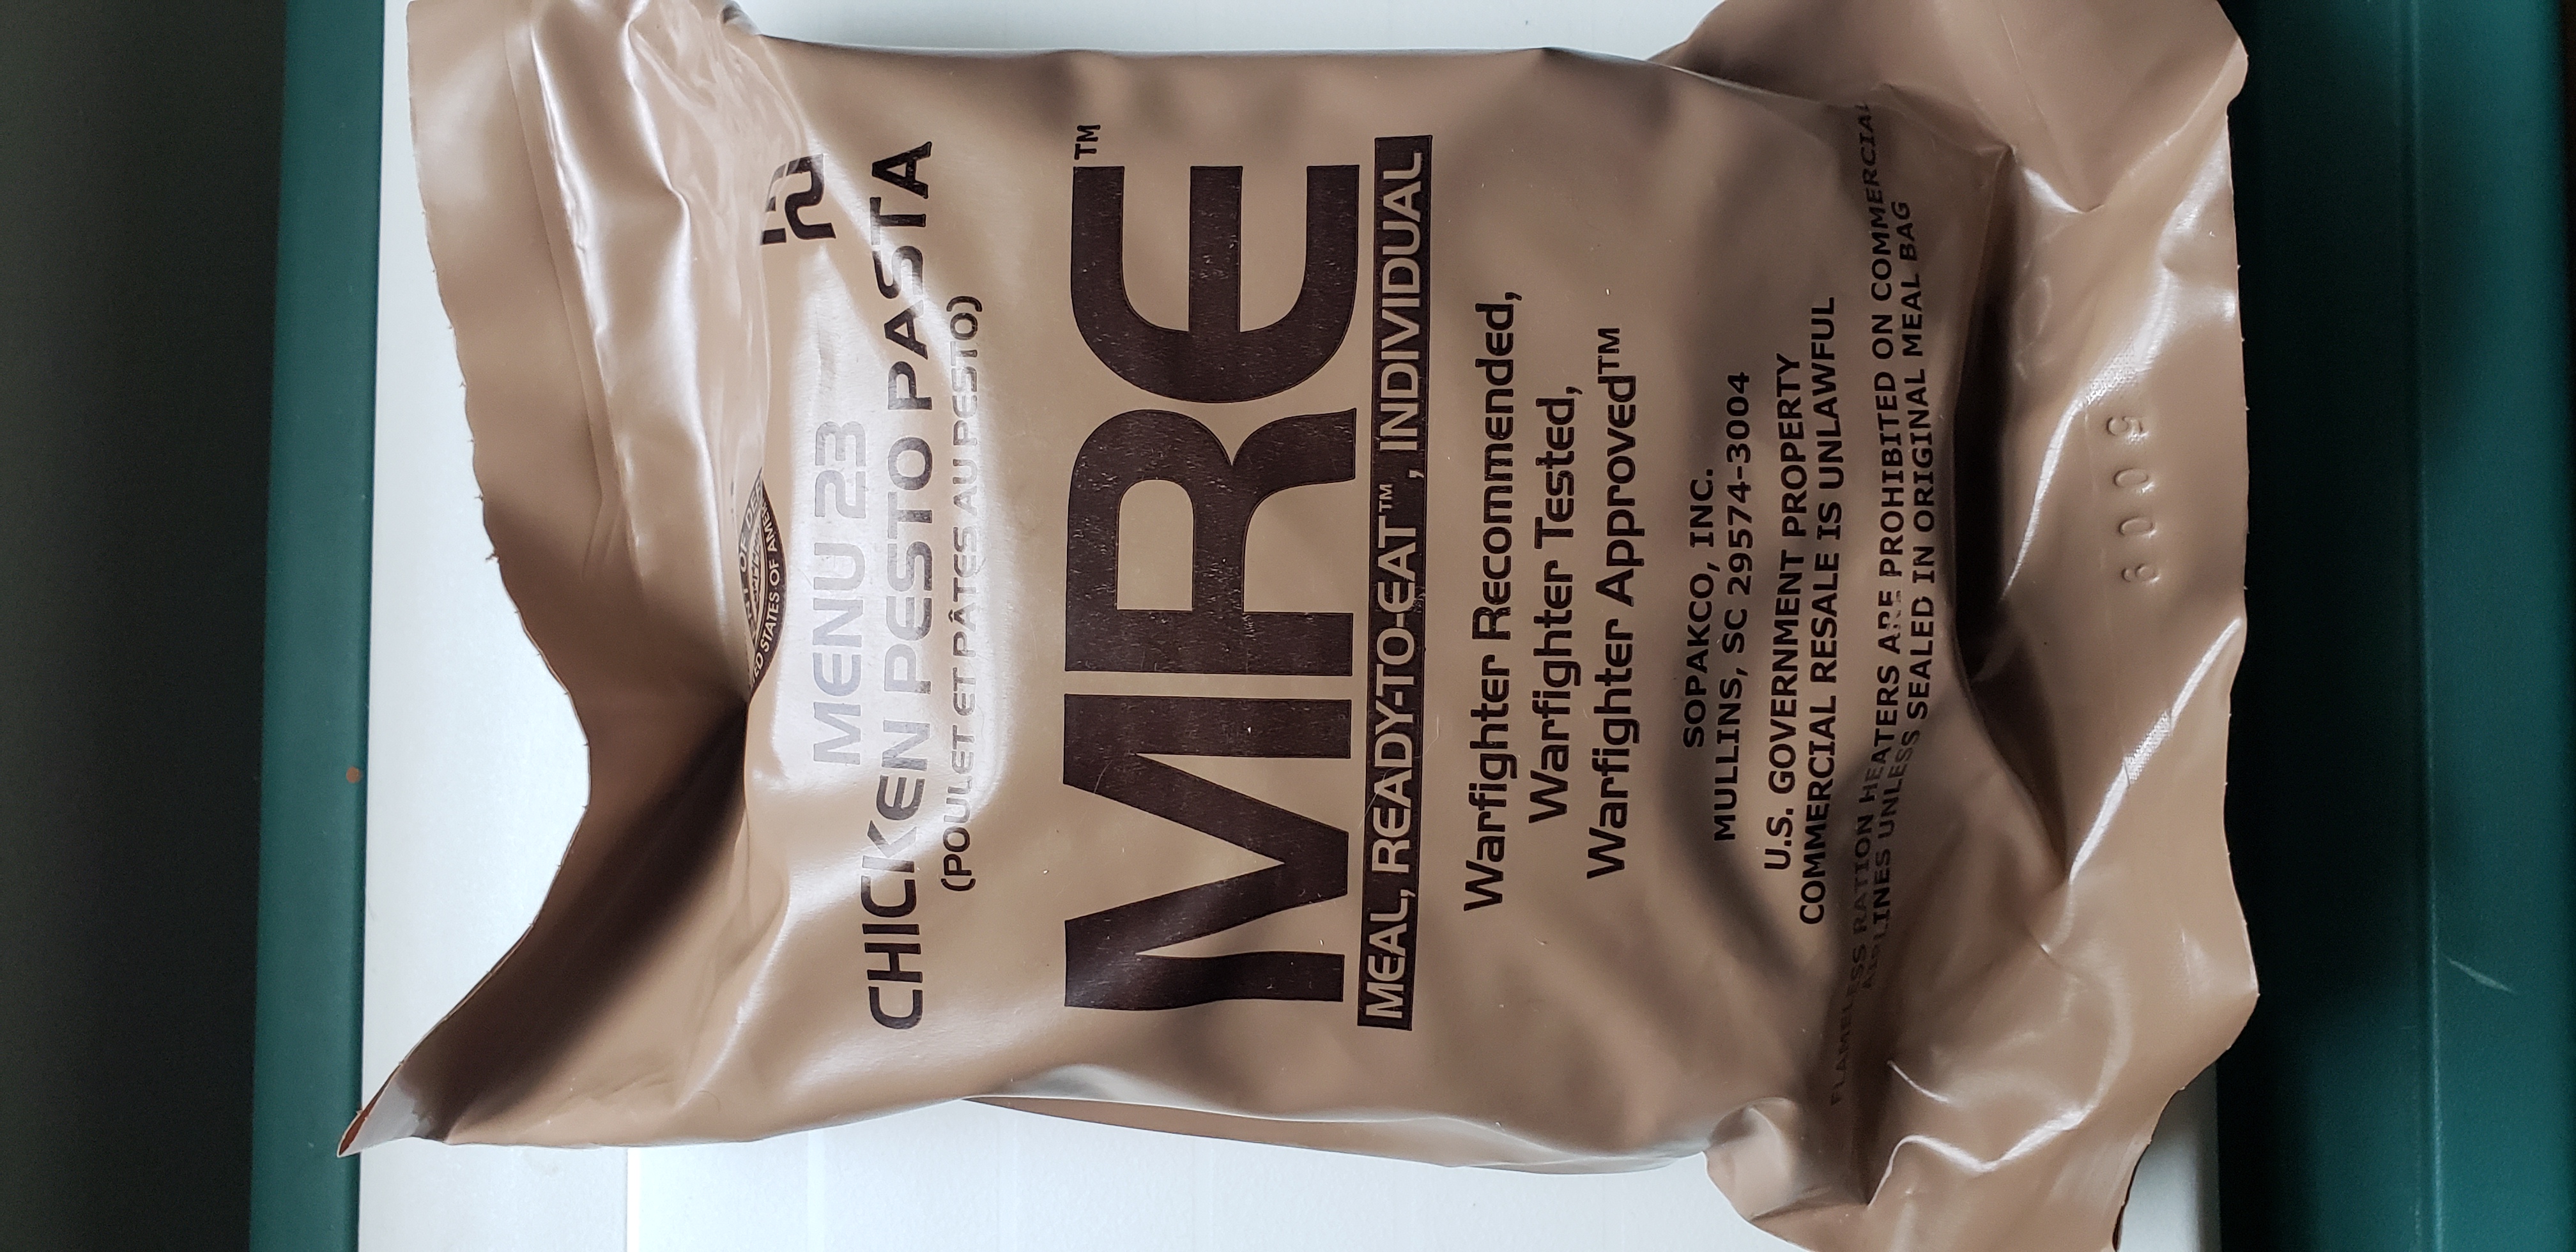 STATES OF
MENU 23
CHICKEN PESTO PASTA
(POULET ET PÂTES AU PESTO)
MRE™
MEAL, READY-TO-EAT™, INDIVIDUAL
Warfighter Recommended,
Warfighter Tested,
Warfighter Approved™
SOPAKCO, INC.
MULLINS, SC 29574-3004
U.S. GOVERNMENT PROPERTY
COMMERCIAL RESALE IS UNLAWFUL
FLAMELESS RATION HEATERS ARE PROHIBITED ON COMMERCIAL
AIRLINES UNLESS SEALED IN ORIGINAL MEAL BAG